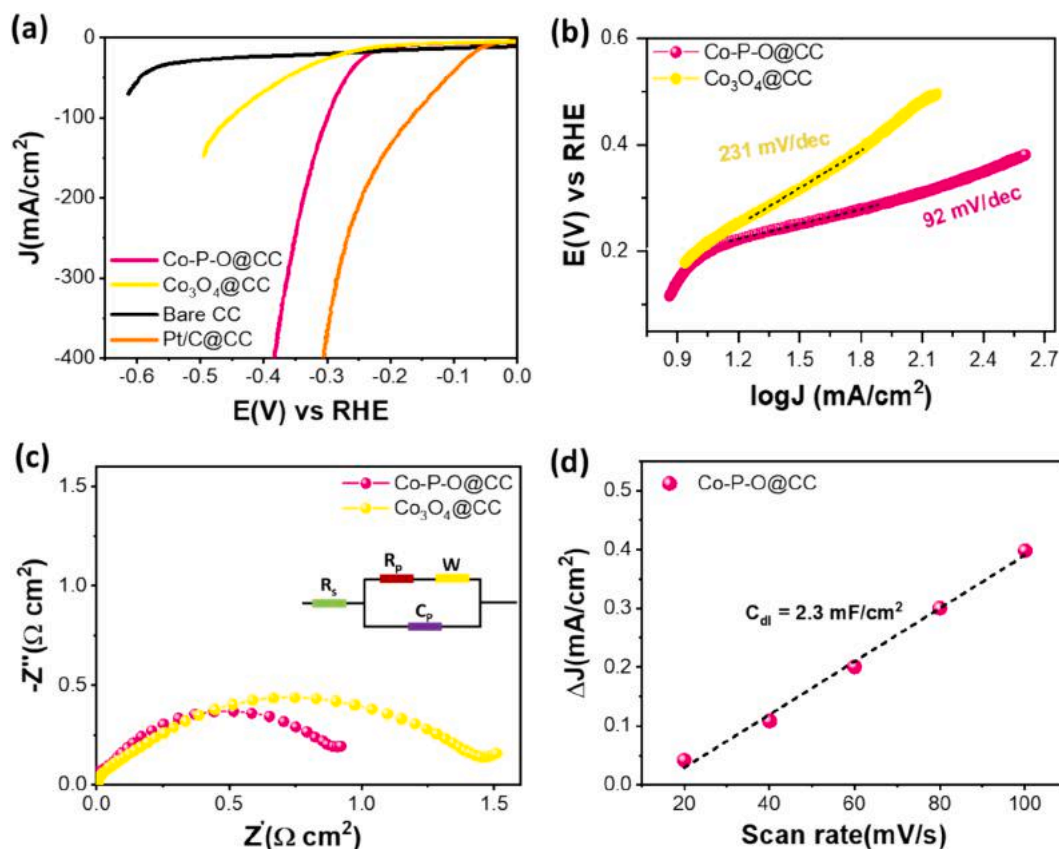 (a)
0
-100
-200
-300
-400
J(mA/cm²)
Co-P-O@CC
Co₃O₄@CC
Bare CC
Pt/C@CC
-0.6 -0.5 -0.4 -0.3 -0.2 -0.1 0.0
E(V) vs RHE
(b)
0.6
0.4
0.2
E(V) vs RHE
Co-P-O@CC
Co₃O₄@CC
231 mV/dec
92 mV/dec
0.9 1.2 1.5 1.8 2.1 2.4 2.7
logJ (mA/cm²)
(c)
1.5
1.0
0.5
0.0
-Z''(Ω cm²)
Co-P-O@CC
Co₃O₄@CC
Rₛ
Rₚ
W
Cₚ
0.0 0.5 1.0 1.5
Z'(Ω cm²)
(d)
0.5
0.4
0.3
0.2
0.1
0.0
ΔJ(mA/cm²)
Co-P-O@CC
C_dl = 2.3 mF/cm²
20 40 60 80 100
Scan rate(mV/s)